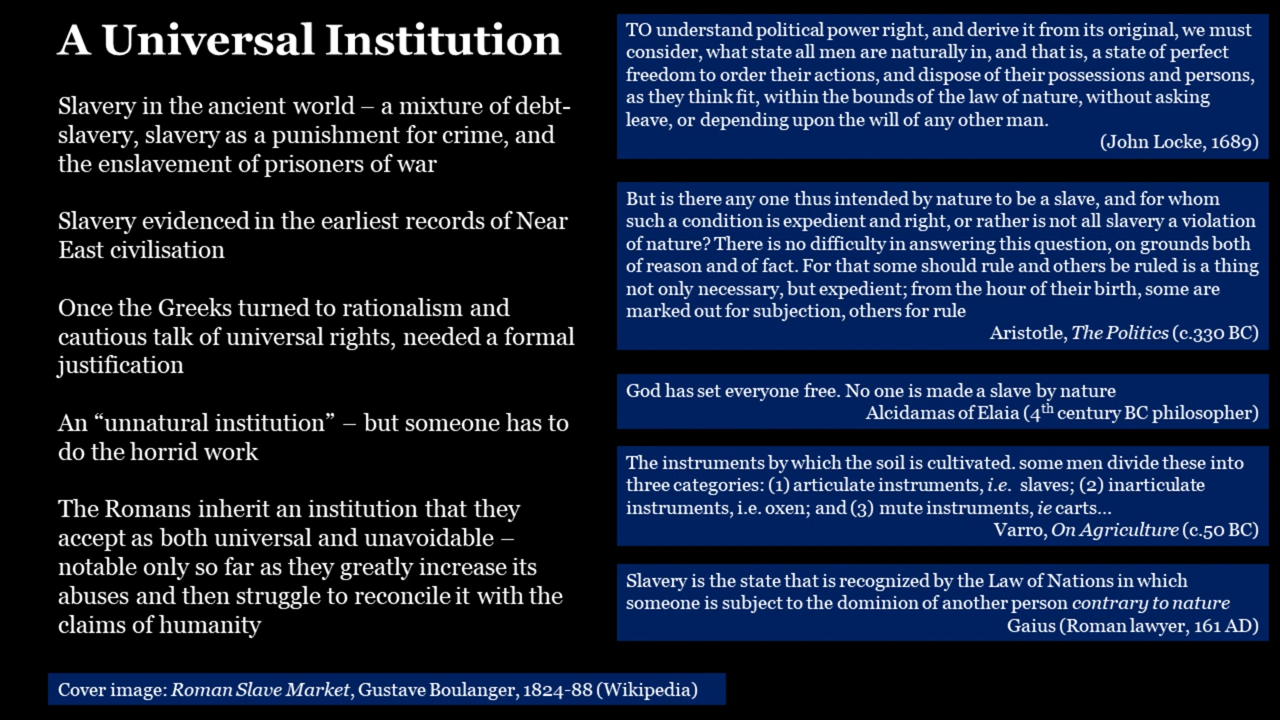 A Universal Institution
Slavery in the ancient world – a mixture of debt-
slavery, slavery as a punishment for crime, and
the enslavement of prisoners of war
Slavery evidenced in the earliest records of Near
East civilisation
Once the Greeks turned to rationalism and
cautious talk of universal rights, needed a formal
justification
An “unnatural institution” – but someone has to
do the horrid work
The Romans inherit an institution that they
accept as both universal and unavoidable –
notable only so far as they greatly increase its
abuses and then struggle to reconcile it with the
claims of humanity
Cover image: Roman Slave Market, Gustave Boulanger, 1824-88 (Wikipedia)
TO understand political power right, and derive it from its original, we must
consider, what state all men are naturally in, and that is, a state of perfect
freedom to order their actions, and dispose of their possessions and persons,
as they think fit, within the bounds of the law of nature, without asking
leave, or depending upon the will of any other man.
(John Locke, 1689)
But is there any one thus intended by nature to be a slave, and for whom
such a condition is expedient and right, or rather is not all slavery a violation
of nature? There is no difficulty in answering this question, on grounds both
of reason and of fact. For that some should rule and others be ruled is a thing
not only necessary, but expedient; from the hour of their birth, some are
marked out for subjection, others for rule
Aristotle, The Politics (c.330 BC)
God has set everyone free. No one is made a slave by nature
Alcidamas of Elaia (4th century BC philosopher)
The instruments by which the soil is cultivated. some men divide these into
three categories: (1) articulate instruments, i.e. slaves; (2) inarticulate
instruments, i.e. oxen; and (3) mute instruments, ie carts...
Varro, On Agriculture (c.50 BC)
Slavery is the state that is recognized by the Law of Nations in which
someone is subject to the dominion of another person contrary to nature
Gaius (Roman lawyer, 161 AD)